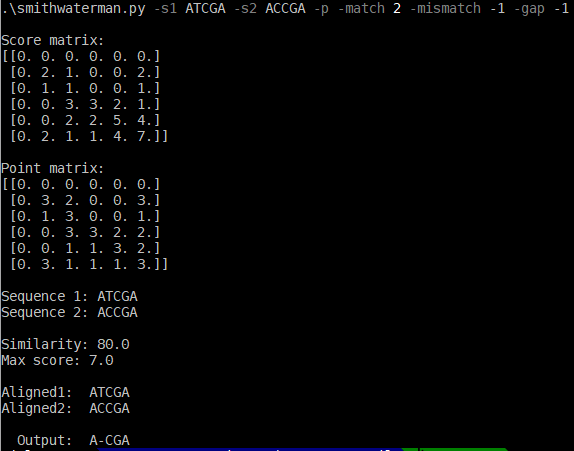 .\smithwaterman.py -s1 ATCGA -s2 ACCGA -p -match 2 -mismatch -1 -gap -1
Score matrix:
[[0. 0. 0. 0. 0. 0.]
[0. 2. 1. 0. 0. 2.]
[0. 1. 1. 0. 0. 1.]
[0. 0. 3. 3. 2. 1.]
[0. 0. 2. 2. 5. 4.]
[0. 2. 1. 1. 4. 7.]]
Point matrix:
[[0. 0. 0. 0. 0. 0.]
[0. 3. 2. 0. 0. 3.]
[0. 1. 3. 0. 0. 1.]
[0. 0. 3. 3. 2. 2.]
[0. 0. 1. 1. 3. 2.]
[0. 3. 1. 1. 1. 3.]]
Sequence 1: ATCGA
Sequence 2: ACCGA
Similarity: 80.0
Max score: 7.0
Aligned1:  ATCGA
Aligned2:  ACCGA
Output:  A-CGA